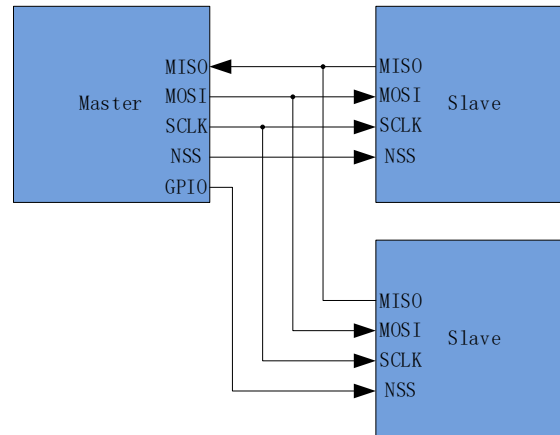 Master
MISO
MOSI
SCLK
NSS
GPIO
MISO
MOSI
SCLK
NSS
Slave
MISO
MOSI
SCLK
NSS
Slave